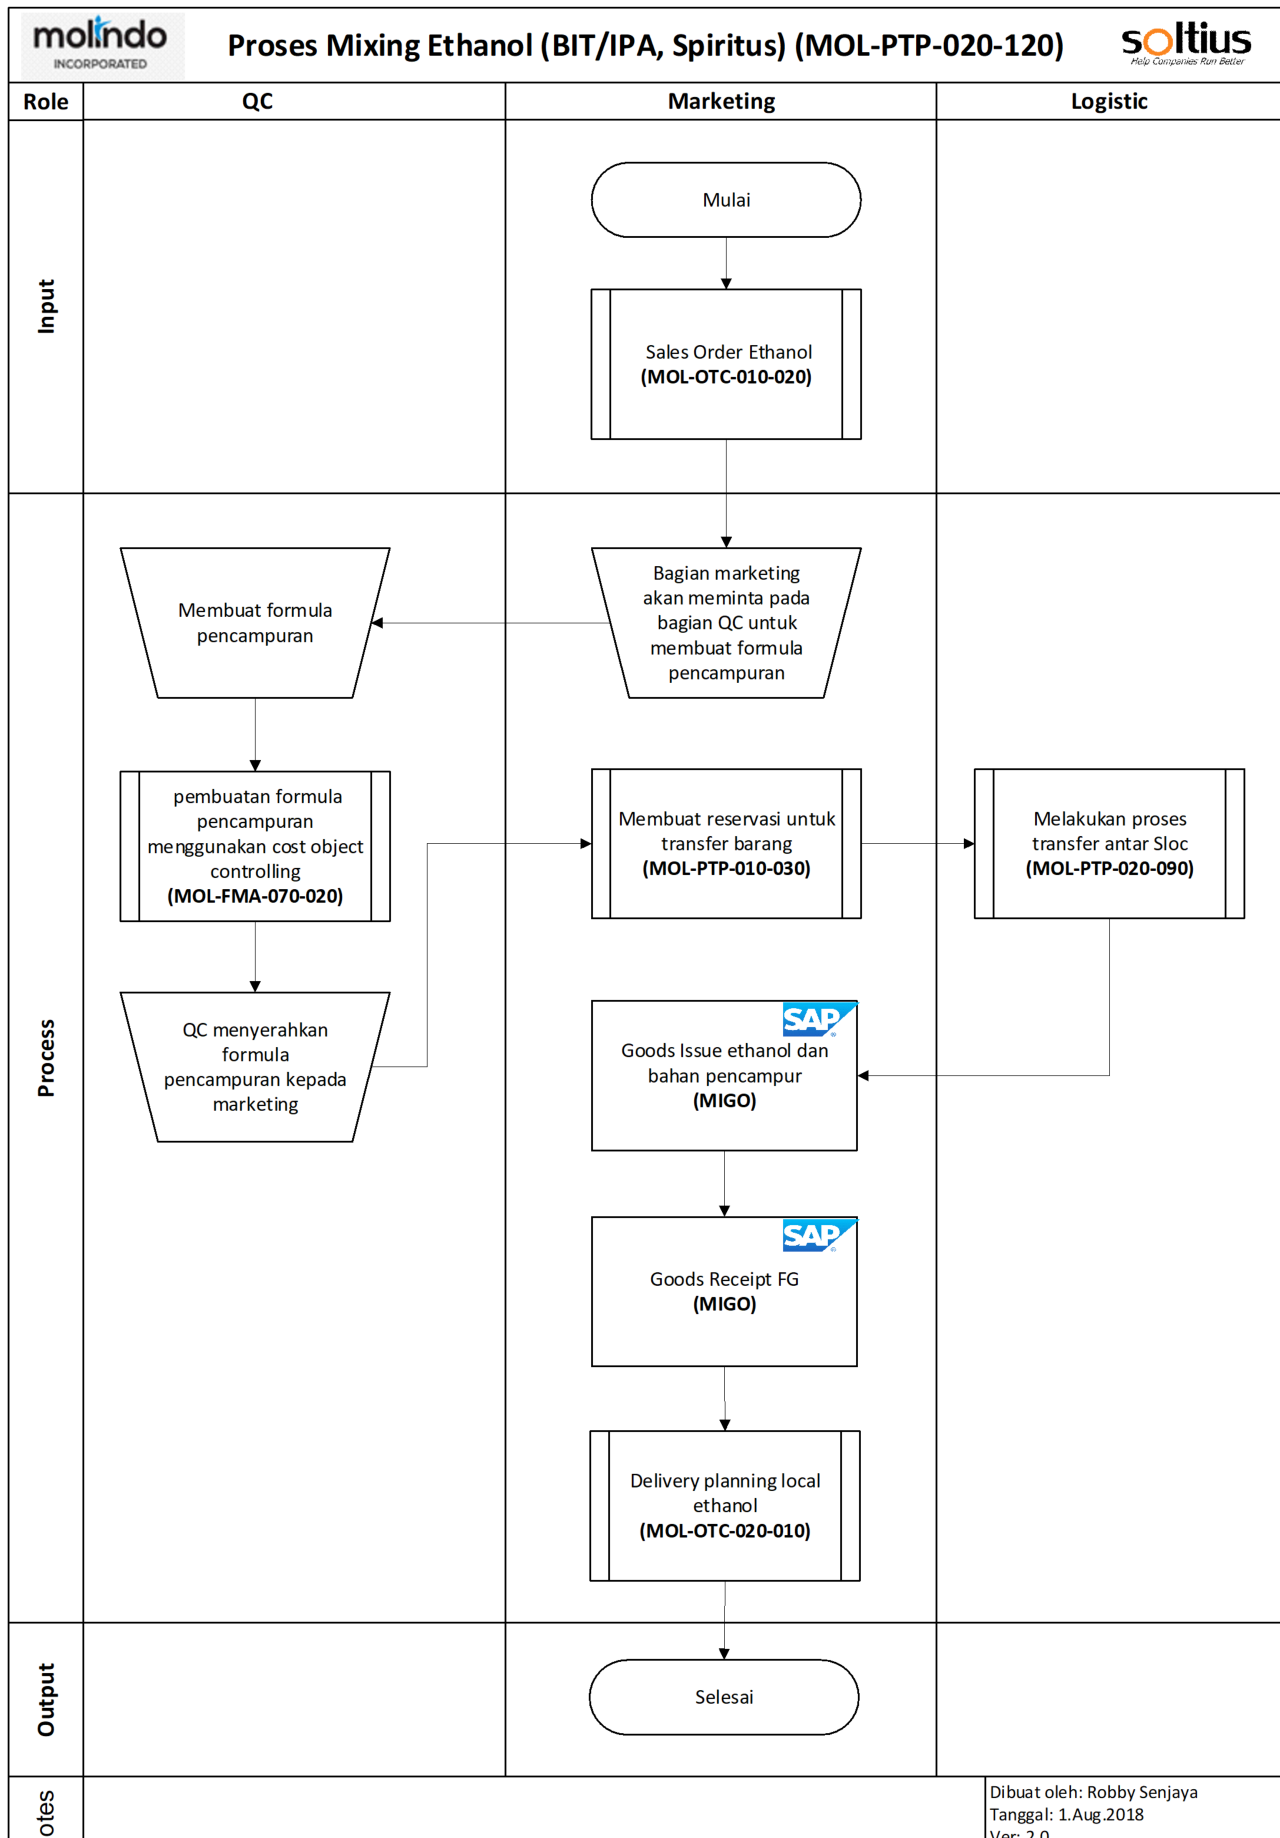 molindo
INCORPORATED
Proses Mixing Ethanol (BIT/IPA, Spiritus) (MOL-PTP-020-120)
soltius
Help Companies Run Better
Role
QC
Marketing
Logistic
Input
Mulai
Sales Order Ethanol
(MOL-OTC-010-020)
Process
Bagian marketing
akan meminta pada
bagian QC untuk
membuat formula
pencampuran
Membuat formula
pencampuran
pembuatan formula
pencampuran
menggunakan cost object
controlling
(MOL-FMA-070-020)
QC menyerahkan
formula
pencampuran kepada
marketing
Membuat reservasi untuk
transfer barang
(MOL-PTP-010-030)
Melakukan proses
transfer antar Sloc
(MOL-PTP-020-090)
SAP
Goods Issue ethanol dan
bahan pencampur
(MIGO)
SAP
Goods Receipt FG
(MIGO)
Delivery planning local
ethanol
(MOL-OTC-020-010)
Output
Selesai
otes
Dibuat oleh: Robby Senjaya
Tanggal: 1.Aug.2018
Ver: 2.0